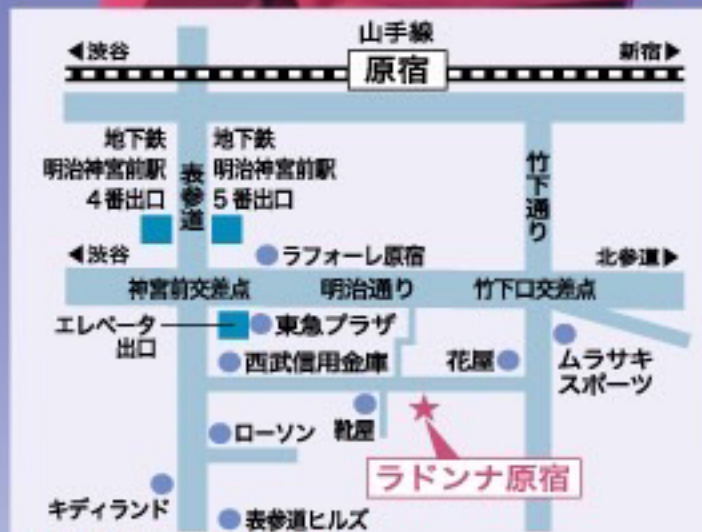 山手線
◀渋谷
新宿▶
原宿
地下鉄
明治神宮前駅
4番出口
表参道
地下鉄
明治神宮前駅
5番出口
竹下通り
ラフォーレ原宿
◀渋谷
北参道▶
神宮前交差点
明治通り
竹下口交差点
エレベータ
出口
東急プラザ
西武信用金庫
花屋
ムラサキ
スポーツ
ローソン
靴屋
ラドンナ原宿
キディランド
表参道ヒルズ